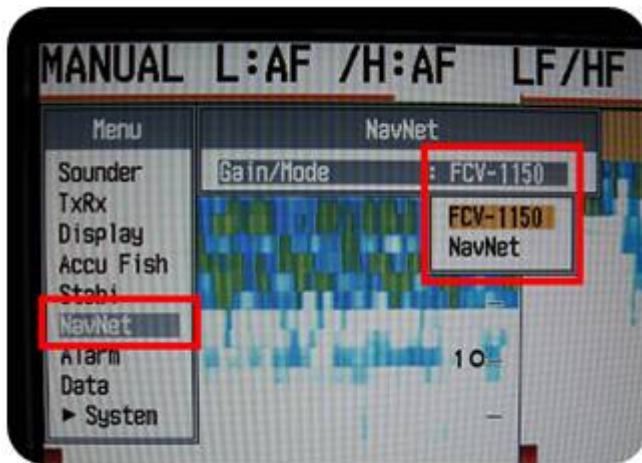 MANUAL L:AF /H:AF LF/HF
Menu
Sounder
TxRx
Display
Accu Fish
Stabi
NavNet
Alarm
Data
► System
NavNet
Gain/Mode : FCV-1150
FCV-1150
NavNet
10